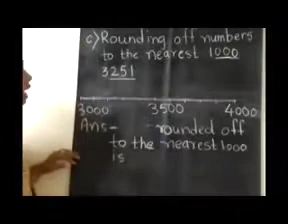 c) Rounding off numbers
to the nearest 1000
3251
3000 3500 4000
Ans- rounded off
to the nearest 1000
is